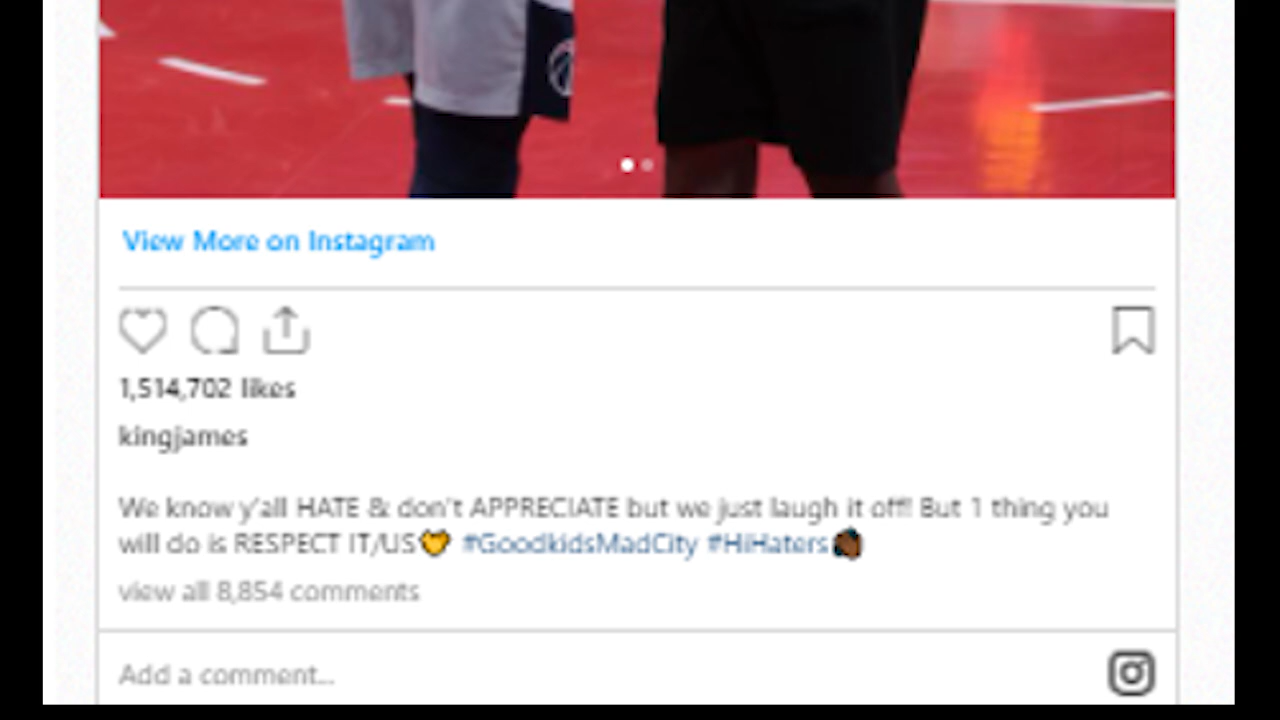 View More on Instagram
1,514,702 likes
kingjames
We know y'all HATE & don't APPRECIATE but we just laugh it off!! But 1 thing you
will do is RESPECT IT/US #GoodkidsMadCity #HiHaters
view all 8,854 comments
Add a comment...